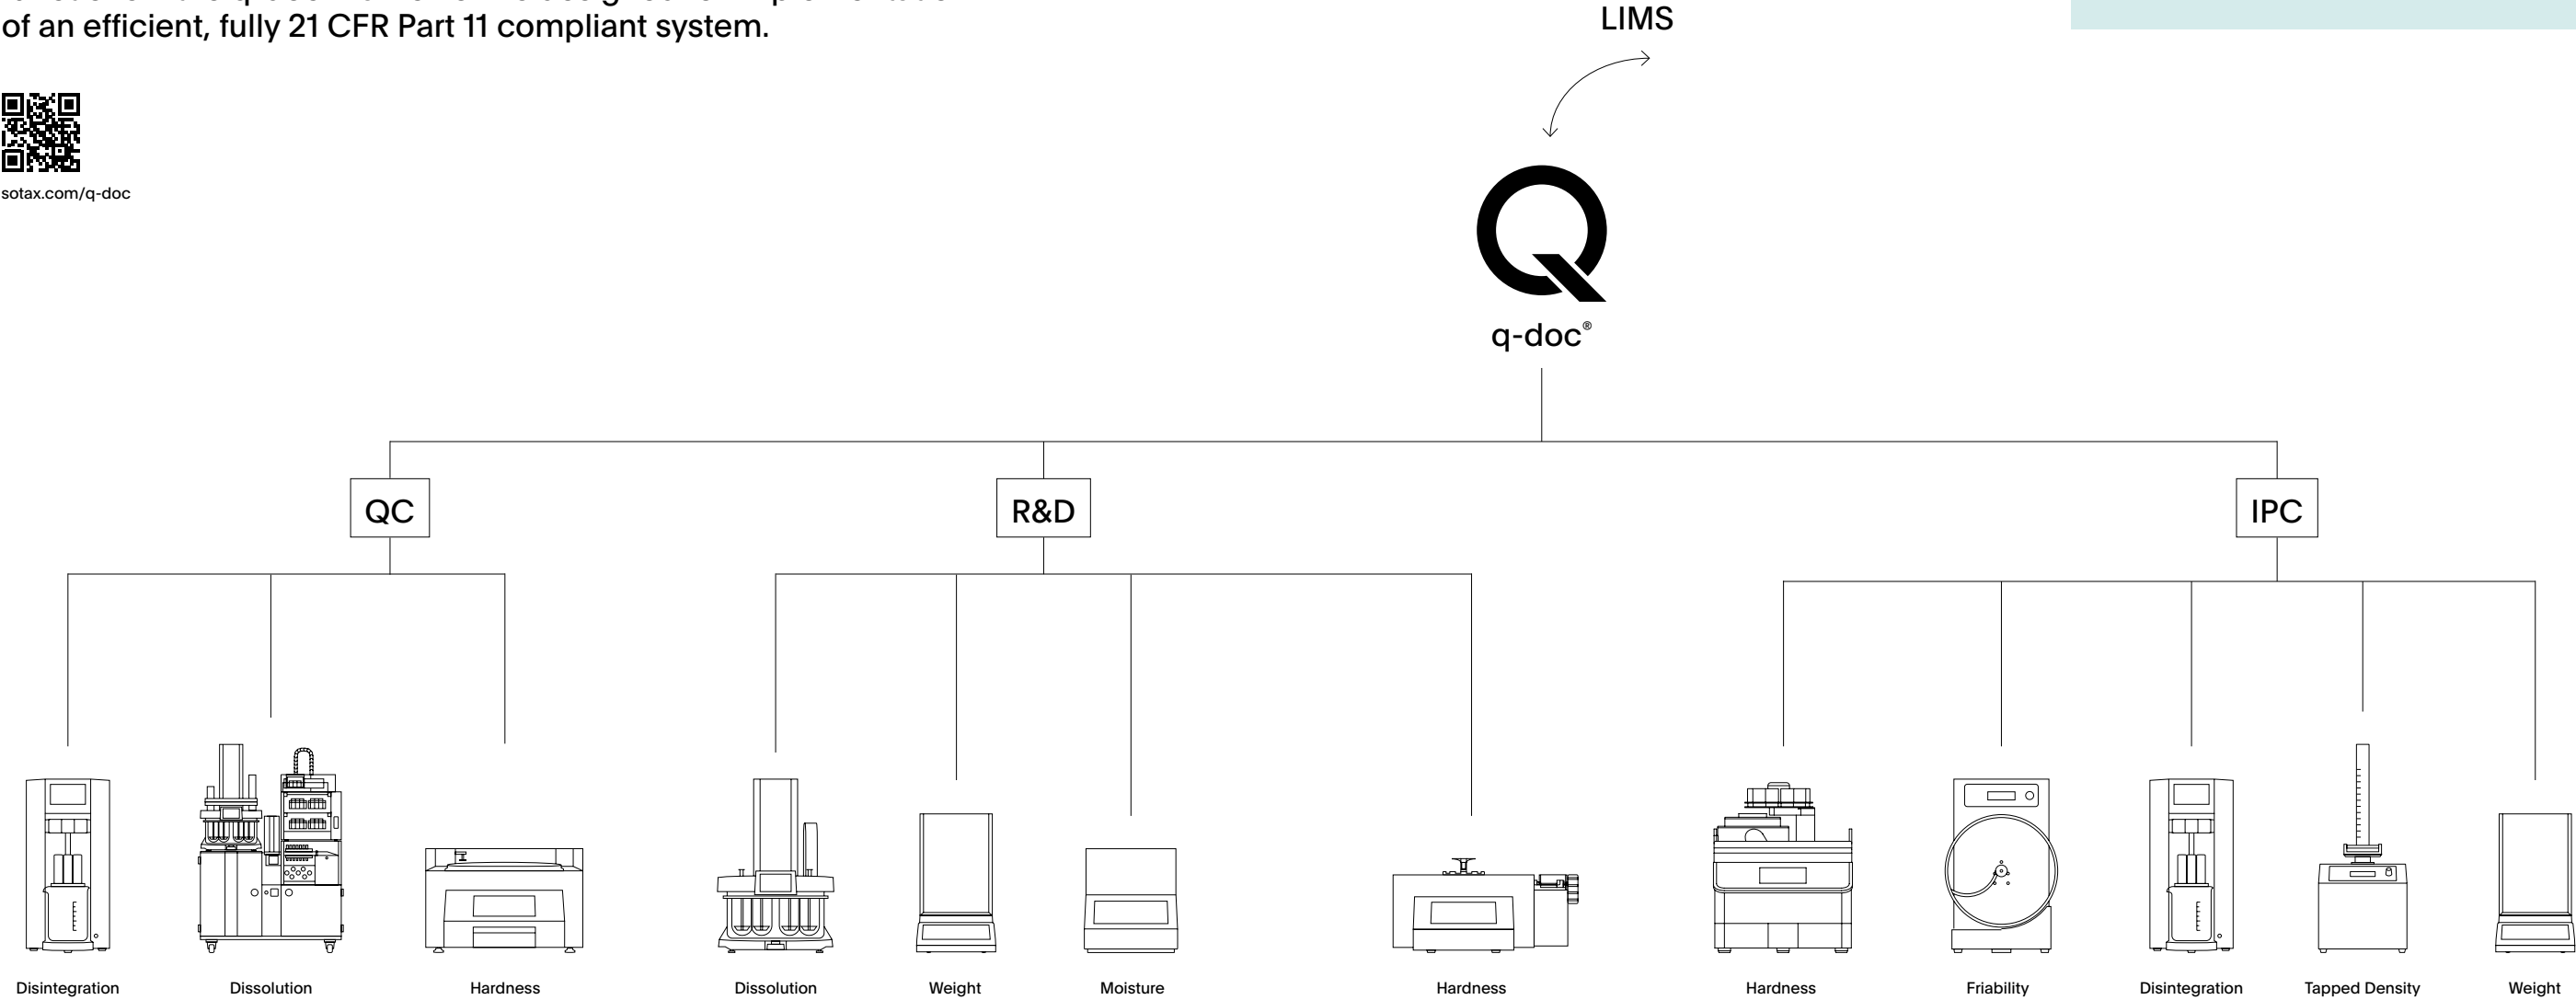 of an efficient, fully 21 CFR Part 11 compliant system.
LIMS
sotax.com/q-doc
q-doc®
QC
R&D
IPC
Disintegration
Dissolution
Hardness
Dissolution
Weight
Moisture
Hardness
Hardness
Friability
Disintegration
Tapped Density
Weight